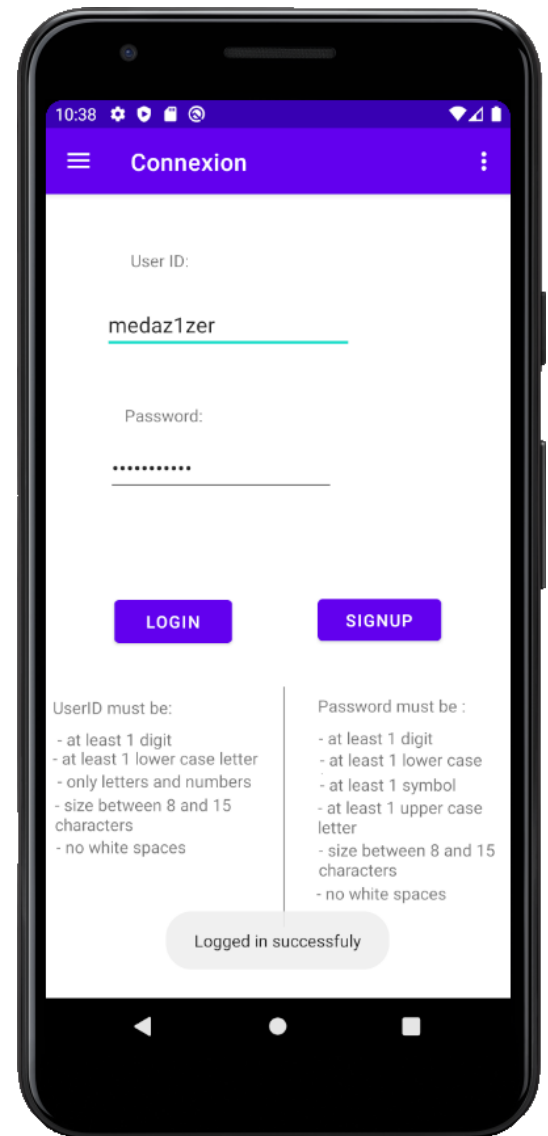 10:38
Connexion
User ID:
medaz1zer
Password:
•••••••••••
LOGIN
SIGNUP
UserID must be:
- at least 1 digit
- at least 1 lower case letter
- only letters and numbers
- size between 8 and 15
characters
- no white spaces
Password must be :
- at least 1 digit
- at least 1 lower case
- at least 1 symbol
- at least 1 upper case
letter
- size between 8 and 15
characters
- no white spaces
Logged in successfuly